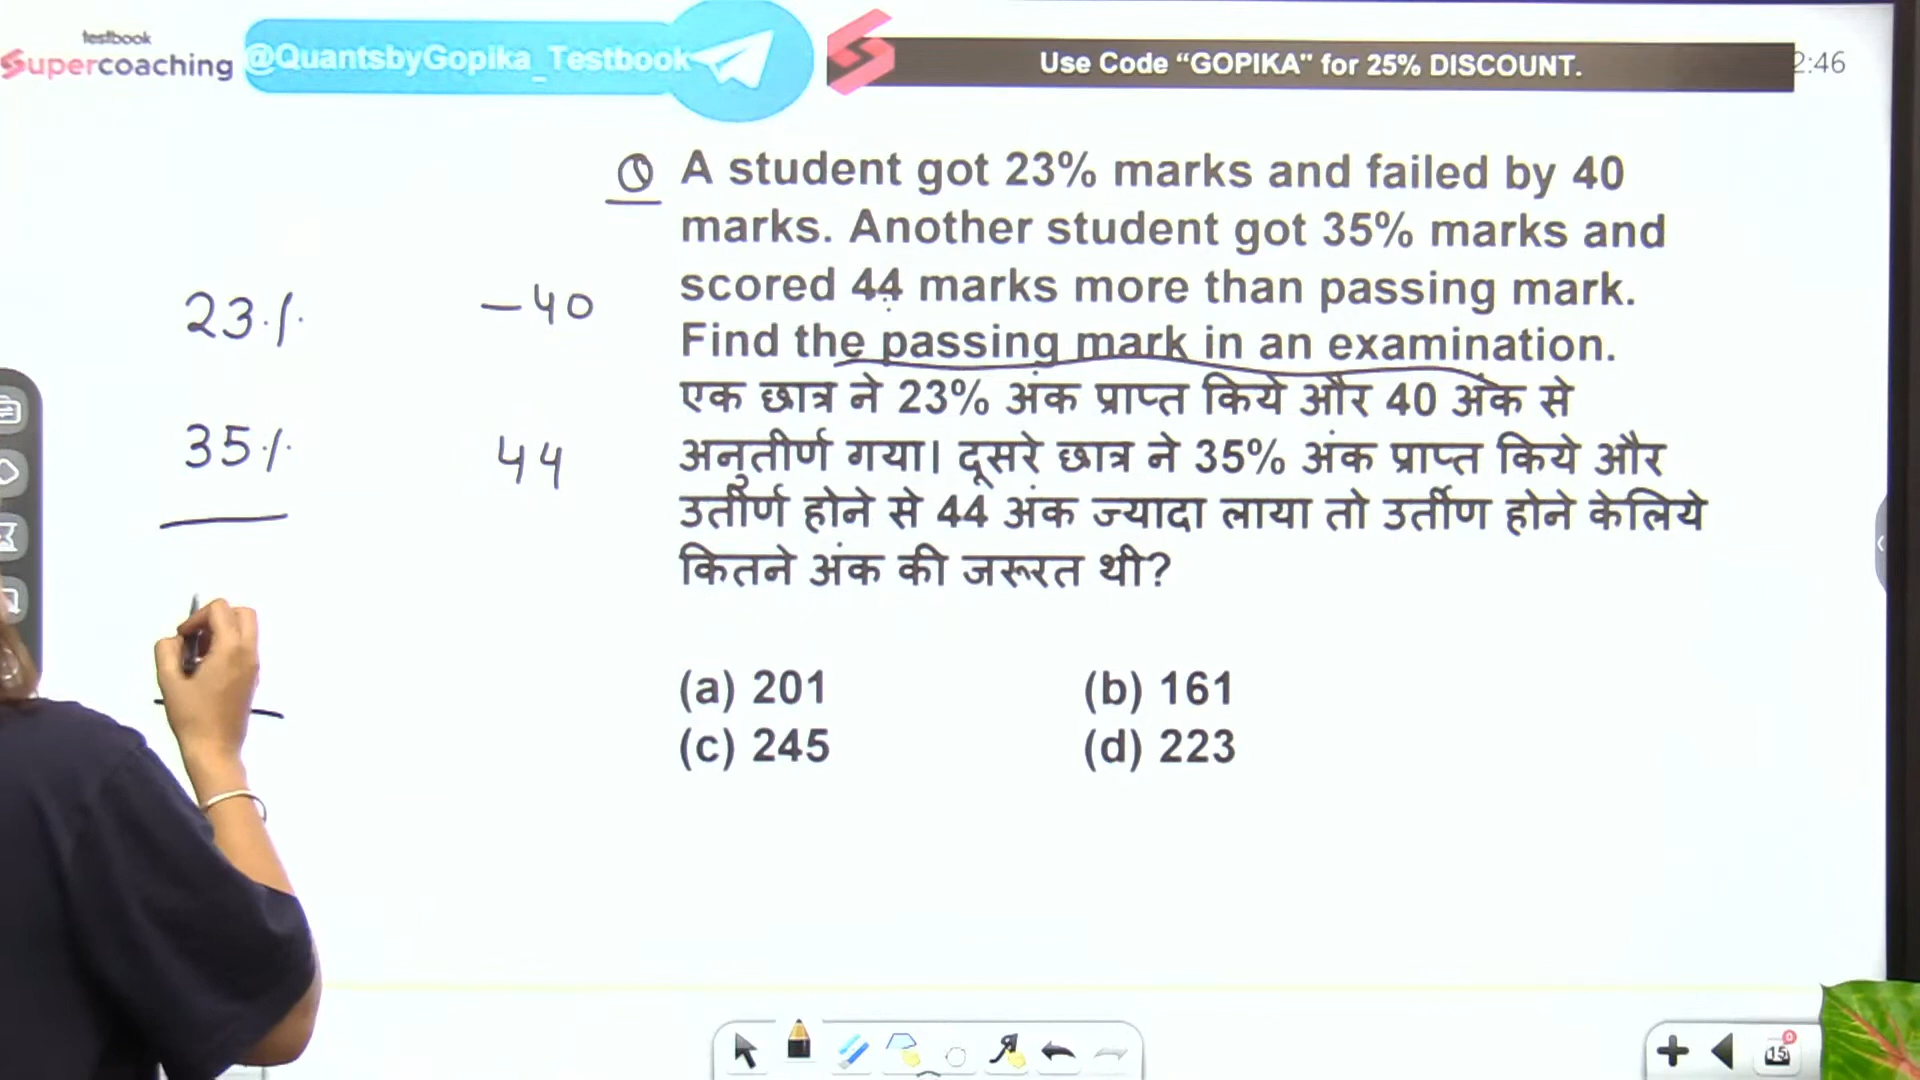 testbook
Supercoaching
@QuantsbyGopika_Testbook
Use Code “GOPIKA” for 25% DISCOUNT.
2:46
Q A student got 23% marks and failed by 40
marks. Another student got 35% marks and
scored 44 marks more than passing mark.
Find the passing mark in an examination.
एक छात्र ने 23% अंक प्राप्त किये और 40 अंक से
अनुतीर्ण गया। दूसरे छात्र ने 35% अंक प्राप्त किये और
उतीर्ण होने से 44 अंक ज्यादा लाया तो उर्तीण होने केलिये
कितने अंक की जरूरत थी?
(a) 201 (b) 161
(c) 245 (d) 223
23% -40
35% 44
15